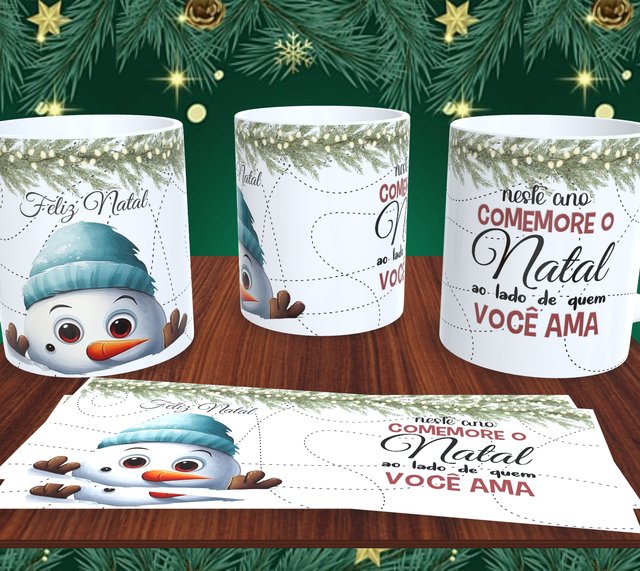 Feliz Natal
Natal
neste ano
COMEMORE O
Natal
ao lado de quem
VOCÊ AMA
Feliz Natal
neste ano
COMEMORE O
Natal
ao lado de quem
VOCÊ AMA